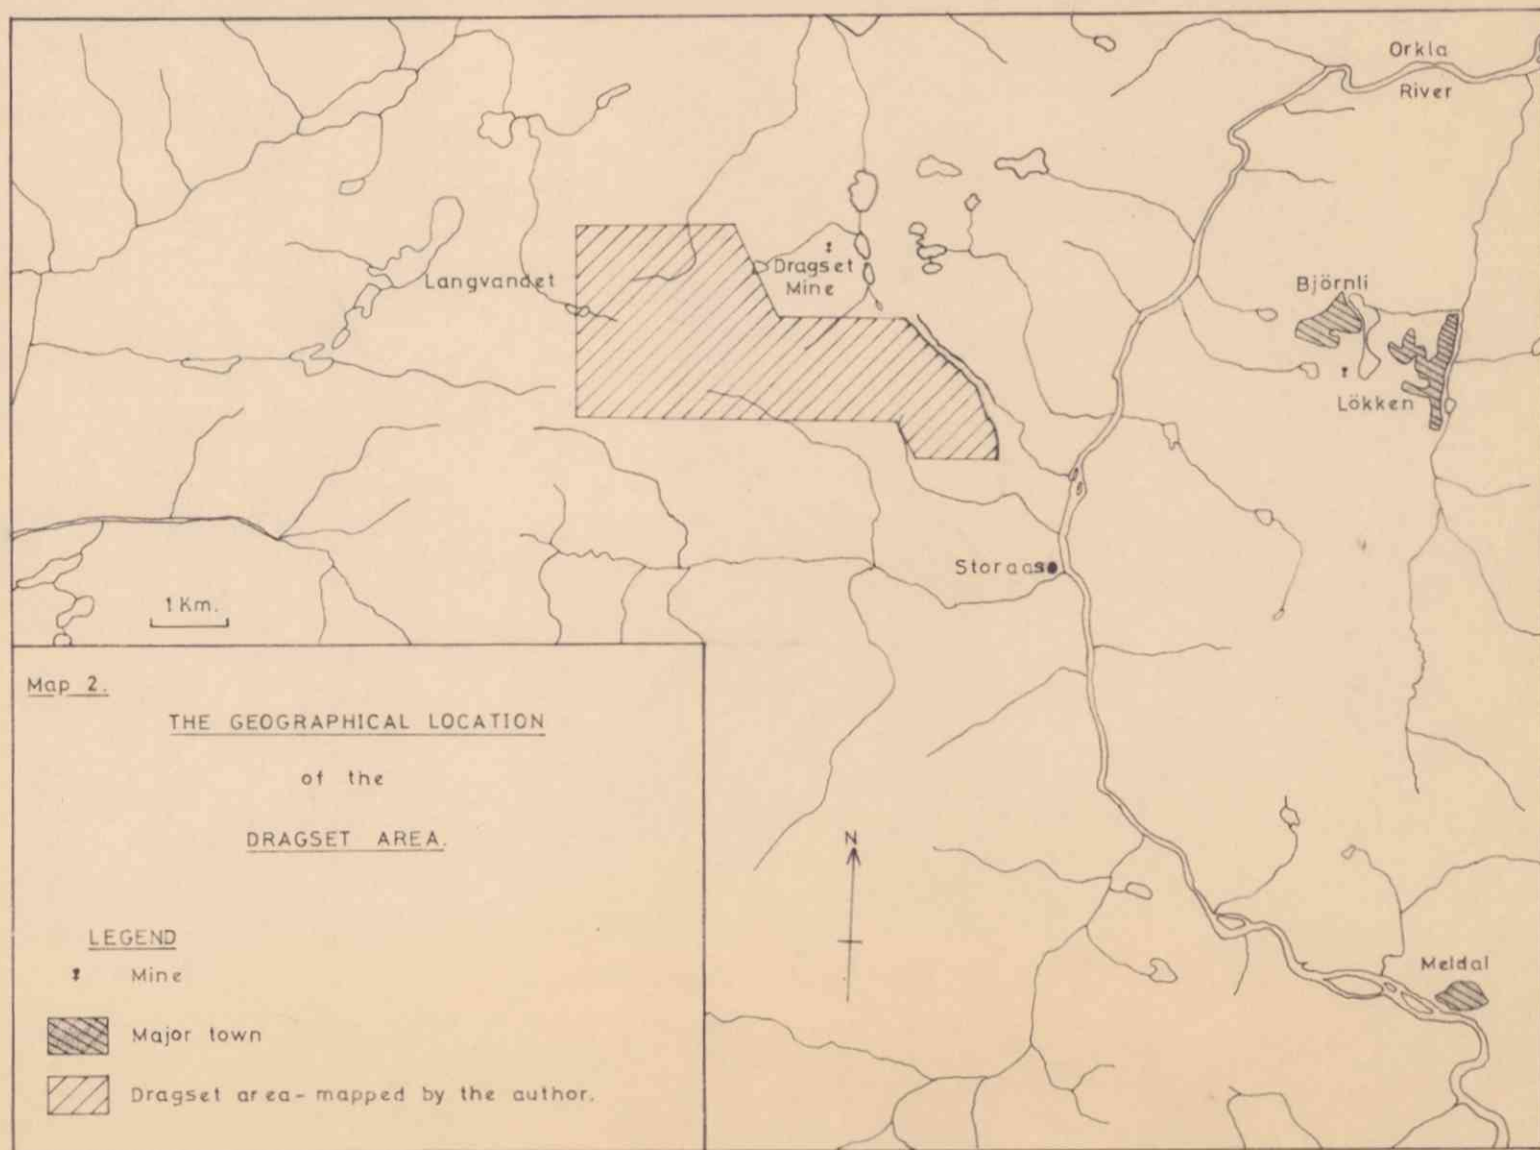 Orkla
River
Langvandet
Dragset
Mine
Björnli
Lökken
Storaas
1 Km.
Map 2.
THE GEOGRAPHICAL LOCATION
of the
DRAGSET AREA.
N
LEGEND
Mine
Major town
Dragset area - mapped by the author.
Meldal